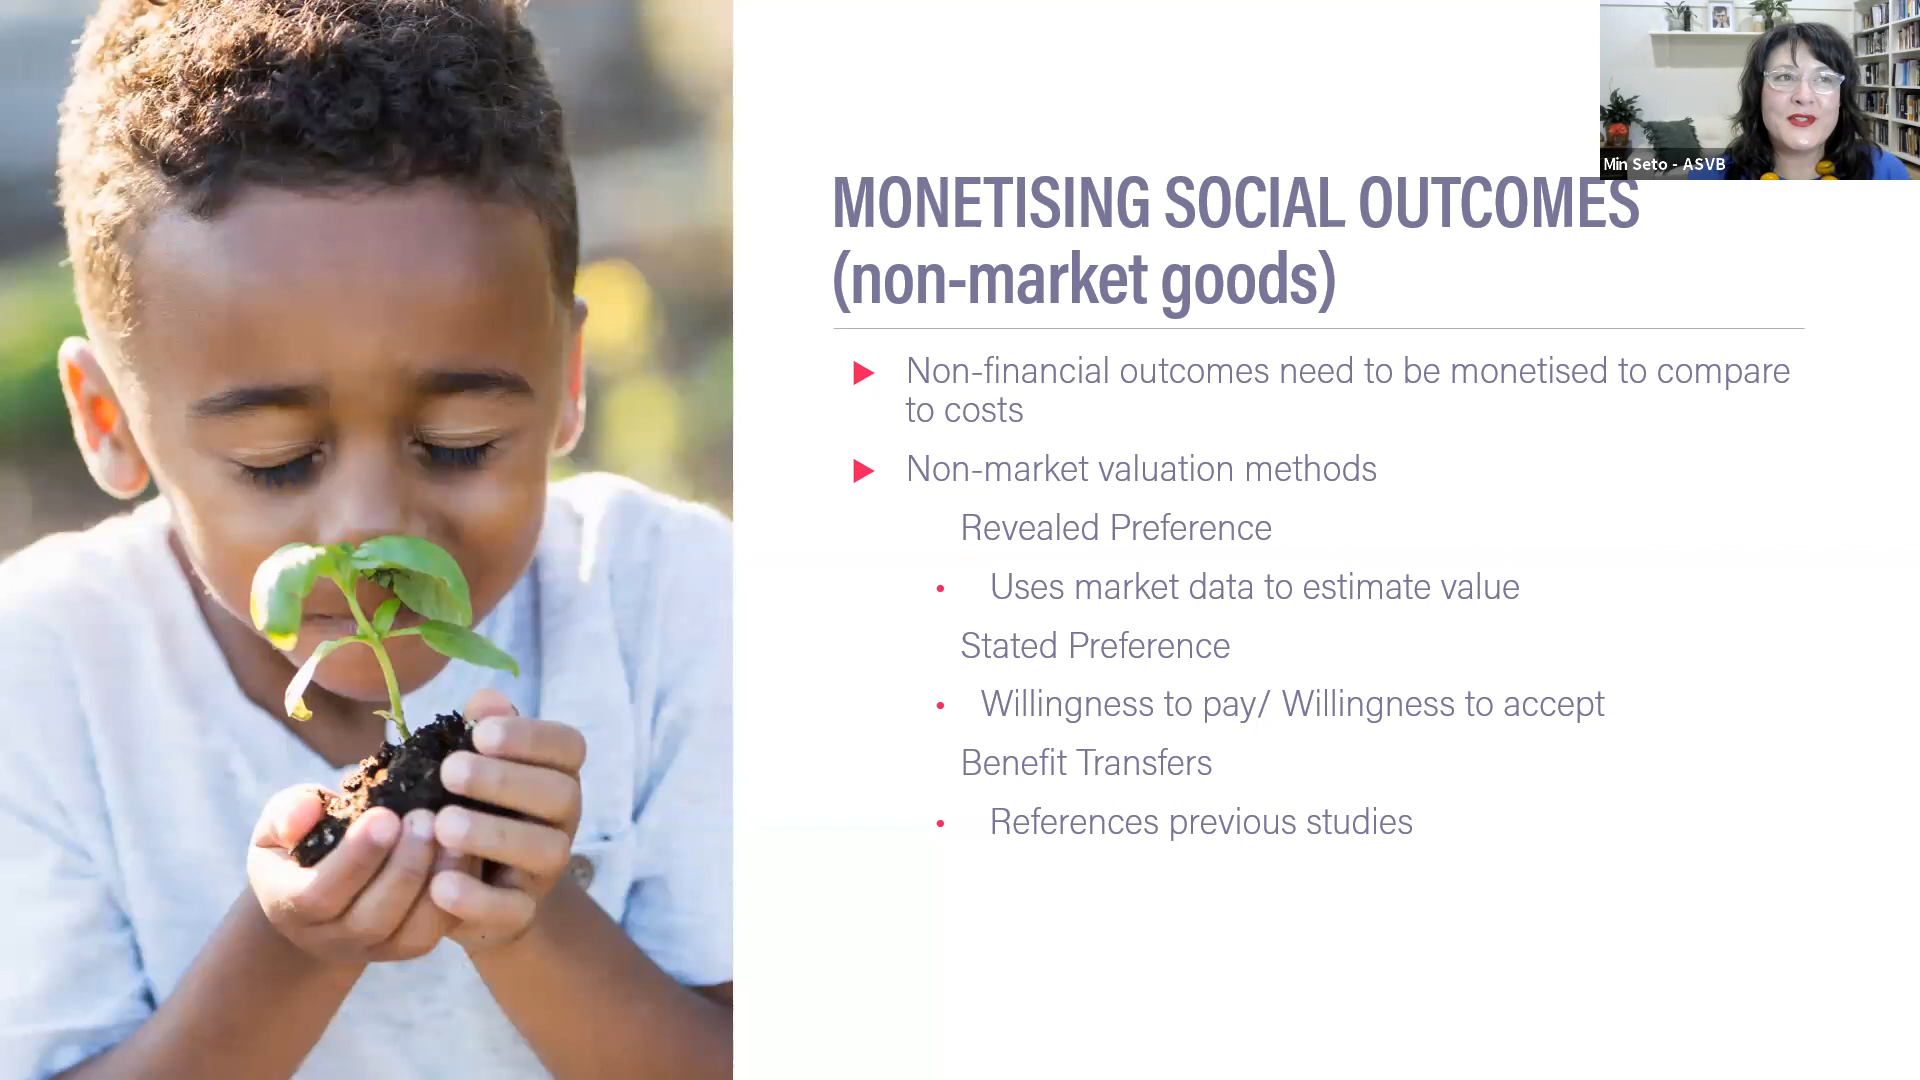 Min Seto - ASVB
MONETISING SOCIAL OUTCOMES
(non-market goods)
Non-financial outcomes need to be monetised to compare
to costs
Non-market valuation methods
Revealed Preference
• Uses market data to estimate value
Stated Preference
• Willingness to pay/ Willingness to accept
Benefit Transfers
• References previous studies